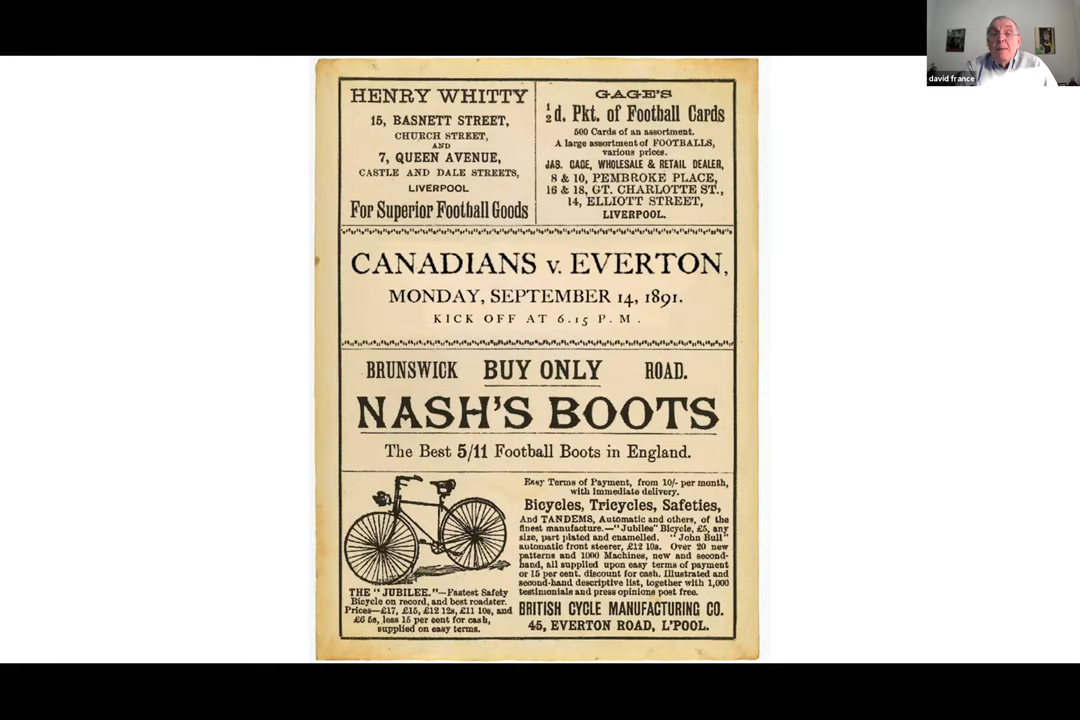 david france
HENRY WHITTY
15, BASNETT STREET,
CHURCH STREET,
AND
7, QUEEN AVENUE,
CASTLE AND DALE STREETS,
LIVERPOOL
For Superior Football Goods
GAGE'S
½d. Pkt. of Football Cards
500 Cards of an assortment.
A large assortment of FOOTBALLS,
various prices.
JAS. GAGE, WHOLESALE & RETAIL DEALER,
8 & 10, PEMBROKE PLACE,
16 & 18, GT. CHARLOTTE ST.,
14, ELLIOTT STREET,
LIVERPOOL.
CANADIANS v. EVERTON,
MONDAY, SEPTEMBER 14, 1891.
KICK OFF AT 6.15 P.M.
BRUNSWICK BUY ONLY ROAD.
NASH'S BOOTS
The Best 5/11 Football Boots in England.
THE "JUBILEE."—Fastest Safety
Bicycle on record, and best roadster.
Prices—£17, £15, £12 12s, £11 10s, and
£6 5s, less 15 per cent for cash,
supplied on easy terms.
Easy Terms of Payment, from 10/- per month,
with immediate delivery.
Bicycles, Tricycles, Safeties,
And TANDEMS, Automatic and others, of the
finest manufacture.—"Jubilee" Bicycle, £5, any
size, part plated and enamelled. "John Bull"
automatic front steerer, £12 10s. Over 20 new
patterns and 1000 Machines, new and second-
hand, all supplied upon easy terms of payment
or 15 per cent. discount for cash. Illustrated and
second-hand descriptive list, together with 1,000
testimonials and press opinions post free.
BRITISH CYCLE MANUFACTURING CO.
45, EVERTON ROAD, L'POOL.